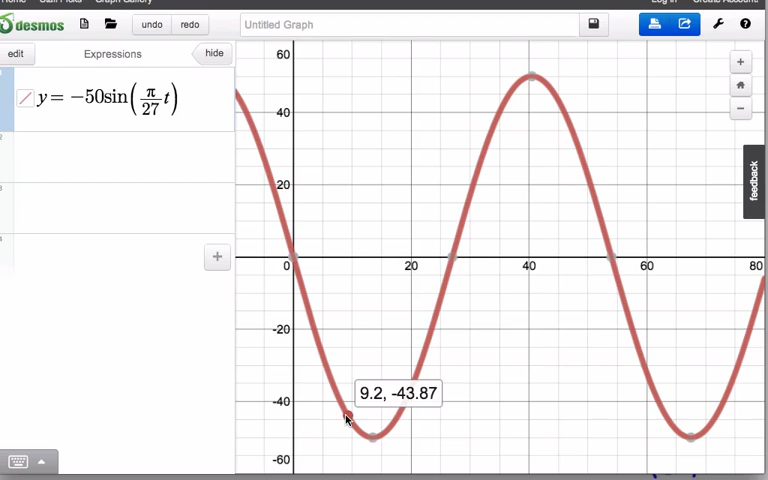 desmos
undo redo
Untitled Graph
edit
Expressions
hide
y = -50sin(π/27 t)
60
40
20
0 20 40 60 80
-20
-40
-60
9.2, -43.87
feedback